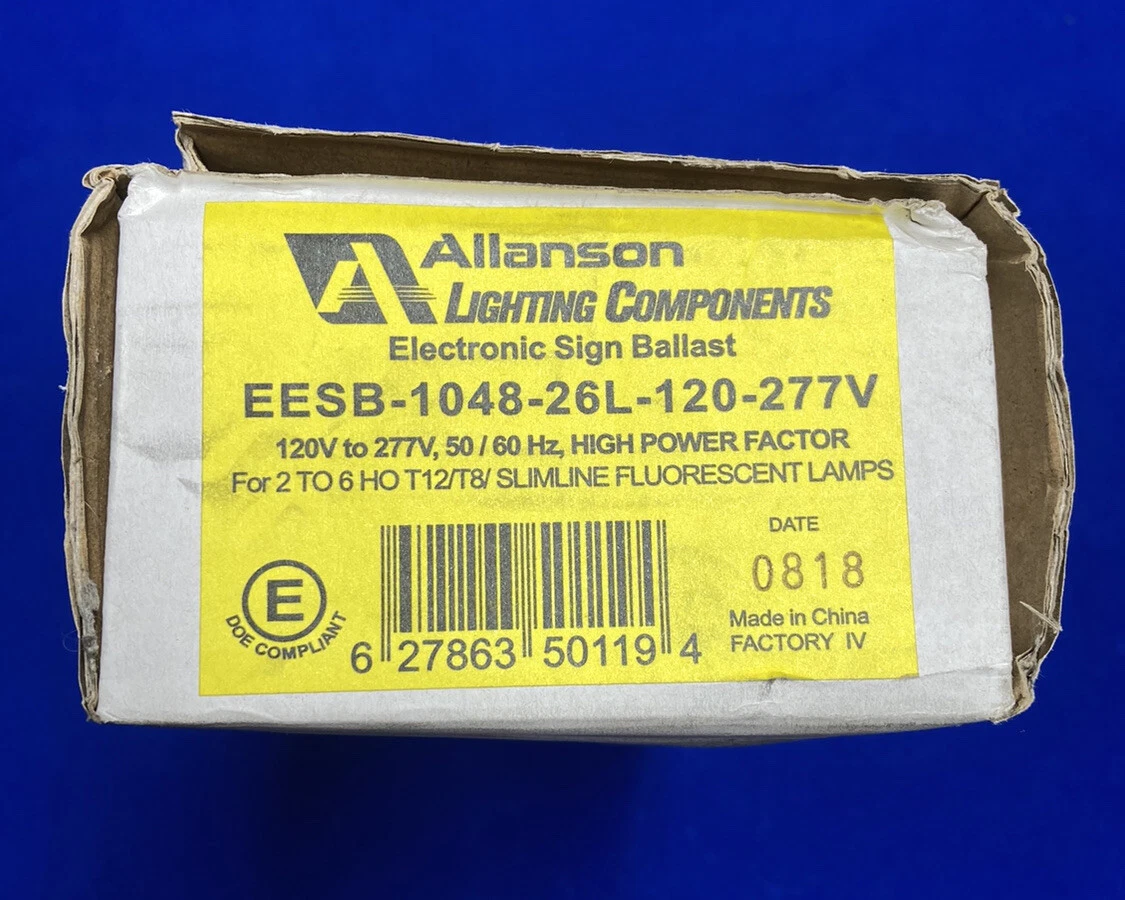 Allanson
LIGHTING COMPONENTS
Electronic Sign Ballast
EESB-1048-26L-120-277V
120V to 277V, 50 / 60 Hz, HIGH POWER FACTOR
For 2 TO 6 HO T12/T8/ SLIMLINE FLUORESCENT LAMPS
DATE
0818
Made in China
FACTORY IV
E
DOE COMPLIANT
6 27863 50119 4